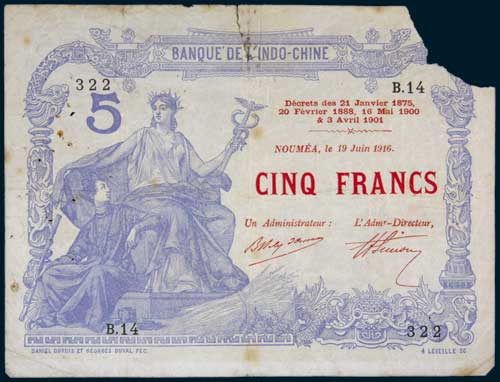 BANQUE DE L'INDO-CHINE
322
B.14
5
Décrets des 21 Janvier 1875,
20 Février 1888, 16 Mai 1900
& 3 Avril 1901
NOUMÉA, le 19 Juin 1916.
CINQ FRANCS
Un Administrateur :
L'Admr-Directeur,
B.14
322
DANIEL DUPUIS ET GEORGES DUVAL, FEC.
A LEVEILLE SC